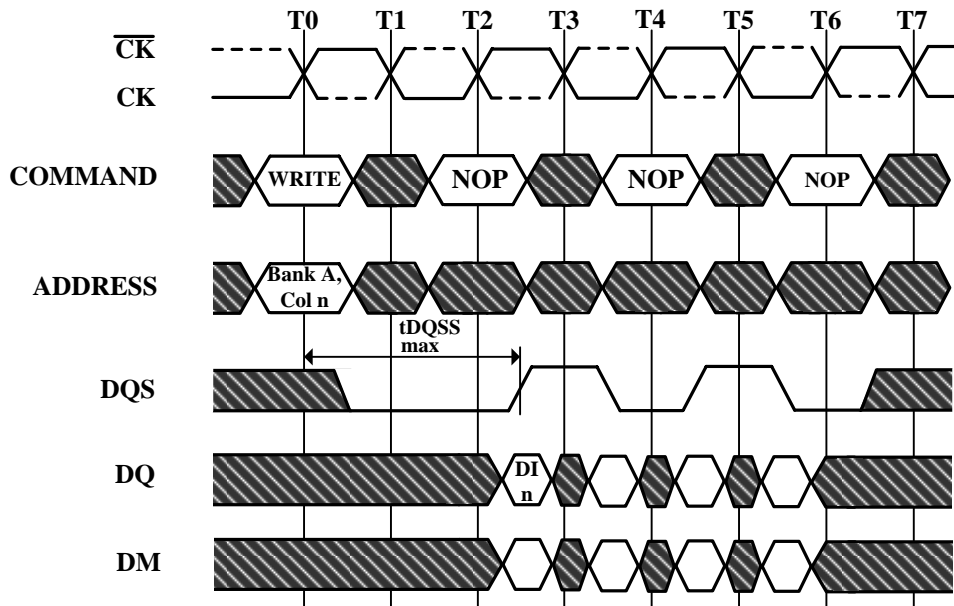 T0 T1 T2 T3 T4 T5 T6 T7
CK
CK
COMMAND
WRITE NOP NOP NOP
ADDRESS
Bank A,
Col n
tDQSS
max
DQS
DQ
DI
n
DM